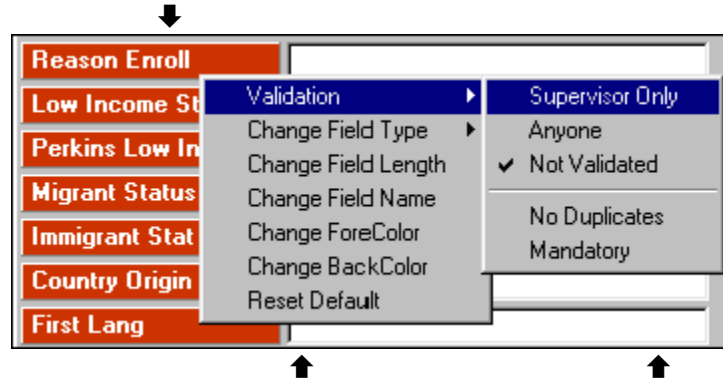 Reason Enroll
Low Income St
Perkins Low In
Migrant Status
Immigrant Stat
Country Origin
First Lang
Validation
Change Field Type
Change Field Length
Change Field Name
Change ForeColor
Change BackColor
Reset Default
Supervisor Only
Anyone
Not Validated
No Duplicates
Mandatory